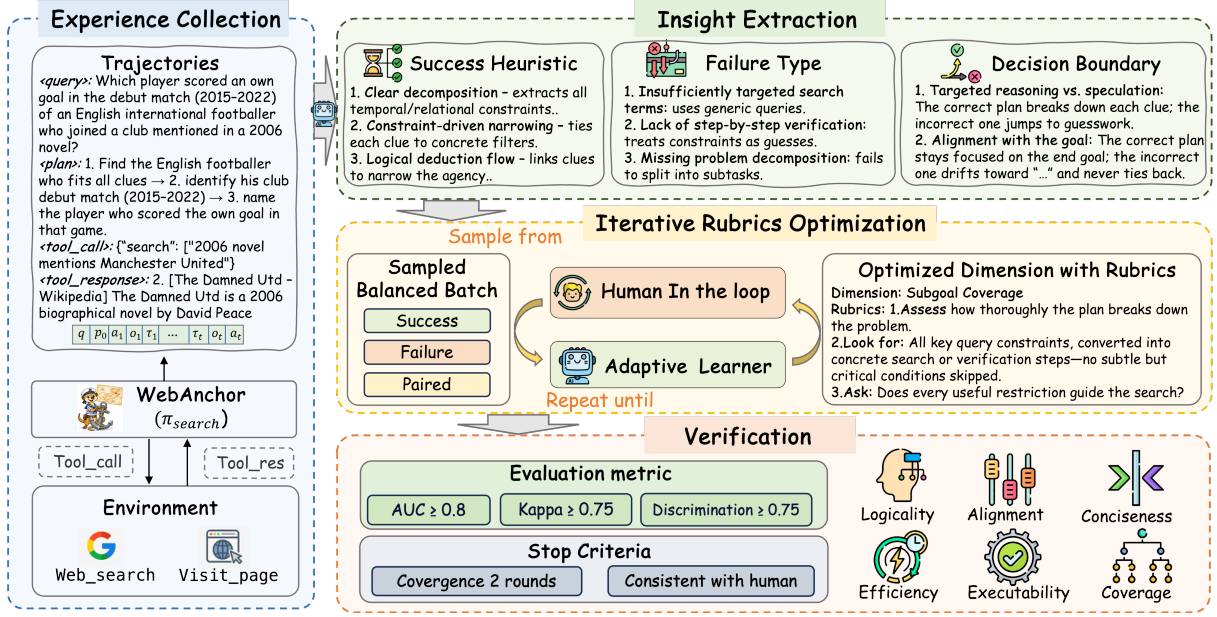 Experience Collection
Trajectories
<query>: Which player scored an own
goal in the debut match (2015–2022)
of an English international footballer
who joined a club mentioned in a 2006
novel?
<plan>: 1. Find the English footballer
who fits all clues → 2. identify his club
debut match (2015–2022) → 3. name
the player who scored the own goal in
that game.
<tool_call>: {"search": ["2006 novel
mentions Manchester United"}
<tool_response>: 2. [The Damned Utd –
Wikipedia] The Damned Utd is a 2006
biographical novel by David Peace
q p₀ a₁ o₁ τ₁ ... τₜ oₜ aₜ
WebAnchor
(π_search)
Tool_call
Tool_res
Environment
Web_search
Visit_page
Insight Extraction
Success Heuristic
1. Clear decomposition – extracts all
temporal/relational constraints..
2. Constraint-driven narrowing – ties
each clue to concrete filters.
3. Logical deduction flow – links clues
to narrow the agency..
Failure Type
1. Insufficiently targeted search
terms: uses generic queries.
2. Lack of step-by-step verification:
treats constraints as guesses.
3. Missing problem decomposition: fails
to split into subtasks.
Decision Boundary
1. Targeted reasoning vs. speculation:
The correct plan breaks down each clue; the
incorrect one jumps to guesswork.
2. Alignment with the goal: The correct plan
stays focused on the end goal; the incorrect
one drifts toward "…" and never ties back.
Iterative Rubrics Optimization
Sample from
Sampled
Balanced Batch
Success
Failure
Paired
Human In the loop
Adaptive Learner
Repeat until
Optimized Dimension with Rubrics
Dimension: Subgoal Coverage
Rubrics: 1.Assess how thoroughly the plan breaks down
the problem.
2.Look for: All key query constraints, converted into
concrete search or verification steps—no subtle but
critical conditions skipped.
3.Ask: Does every useful restriction guide the search?
Verification
Evaluation metric
AUC ≥ 0.8
Kappa ≥ 0.75
Discrimination ≥ 0.75
Stop Criteria
Covergence 2 rounds
Consistent with human
Logicality
Alignment
Conciseness
Efficiency
Executability
Coverage